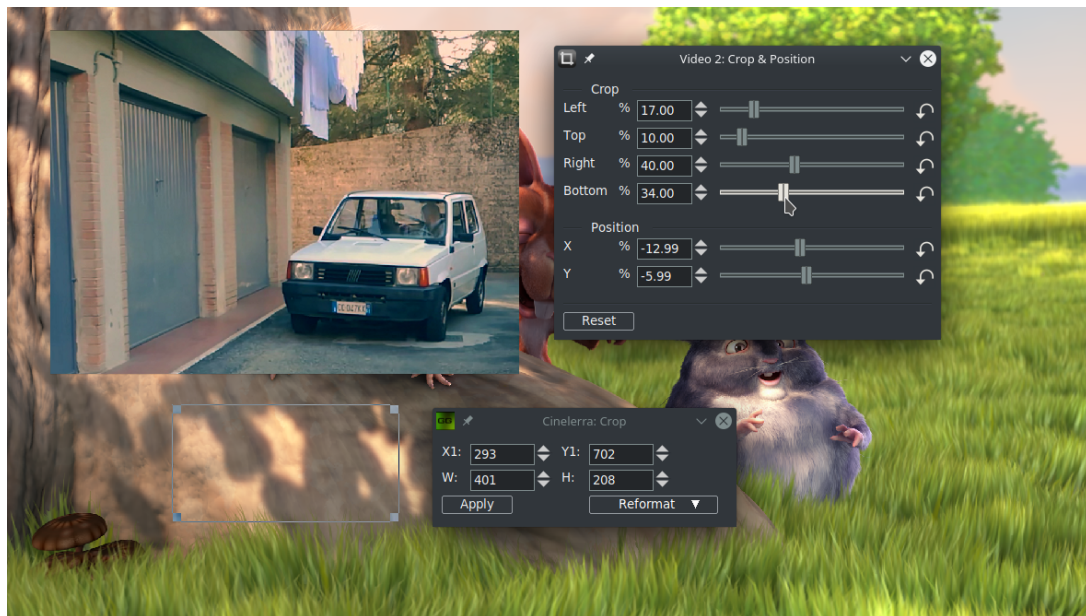 Video 2: Crop & Position
Crop
Left % 17.00
Top % 10.00
Right % 40.00
Bottom % 34.00
Position
X % -12.99
Y % -5.99
Reset
Cinelerra: Crop
X1: 293 Y1: 702
W: 401 H: 208
Apply Reformat ▼